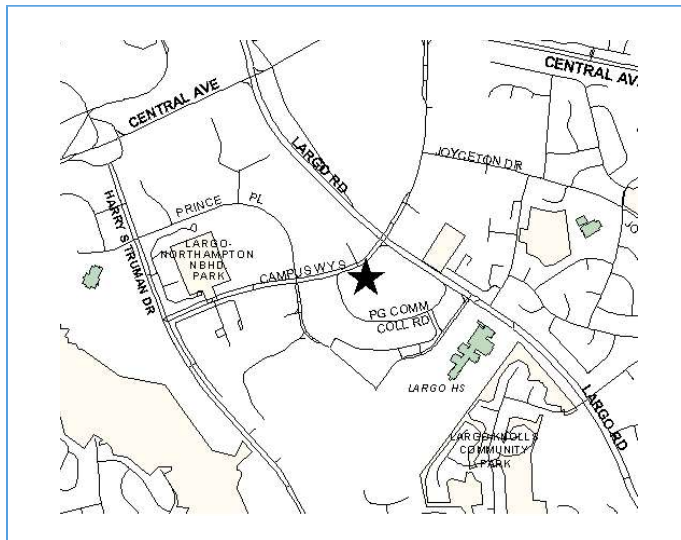 CENTRAL AVE
CENTRAL AV
LARGO RD
JOYCETON DR
HARRY S TRUMAN DR
PRINCE PL
LARGO-
NORTHAMPTON
NBHD
PARK
CAMPUS WY S
PG COMM
COLL RD
LARGO HS
LARGO RD
LARGO KNOLLS
COMMUNITY
PARK